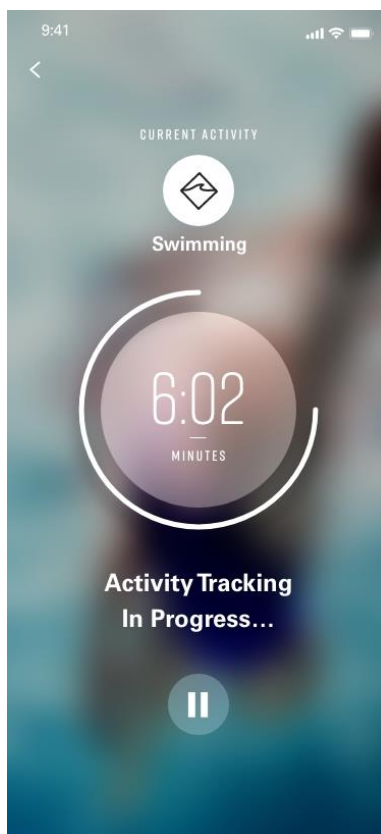 9:41
CURRENT ACTIVITY
Swimming
6:02
MINUTES
Activity Tracking
In Progress...